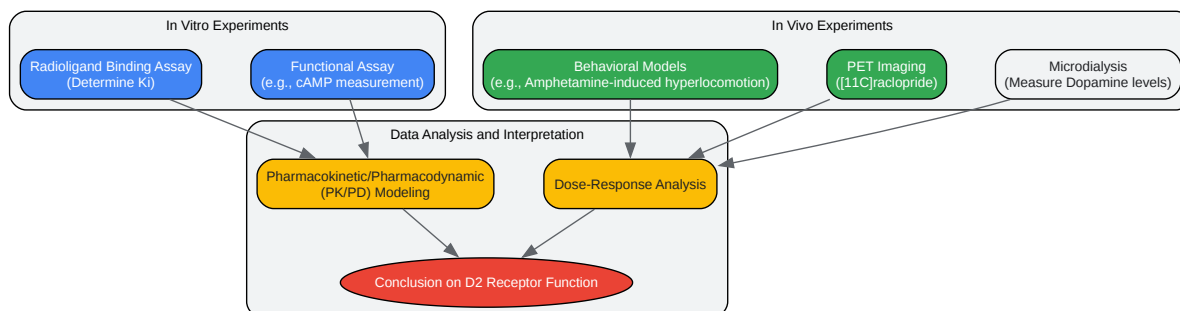 In Vitro Experiments
In Vivo Experiments
Radioligand Binding Assay
(Determine Ki)
Functional Assay
(e.g., cAMP measurement)
Behavioral Models
(e.g., Amphetamine-induced hyperlocomotion)
PET Imaging
([11C]raclopride)
Microdialysis
(Measure Dopamine levels)
Data Analysis and Interpretation
Pharmacokinetic/Pharmacodynamic
(PK/PD) Modeling
Dose-Response Analysis
Conclusion on D2 Receptor Function